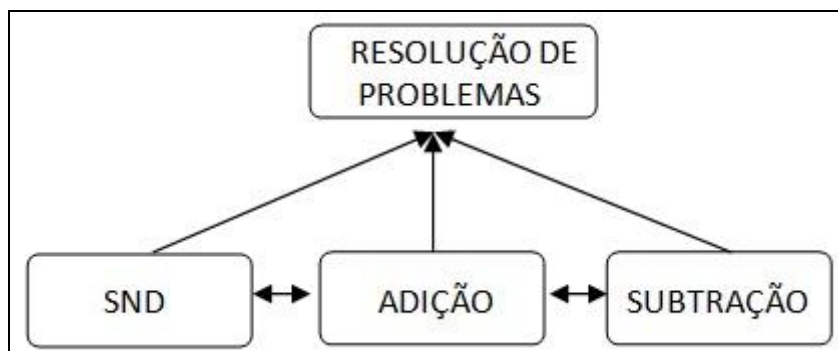 RESOLUÇÃO DE
PROBLEMAS
SND
ADIÇÃO
SUBTRAÇÃO